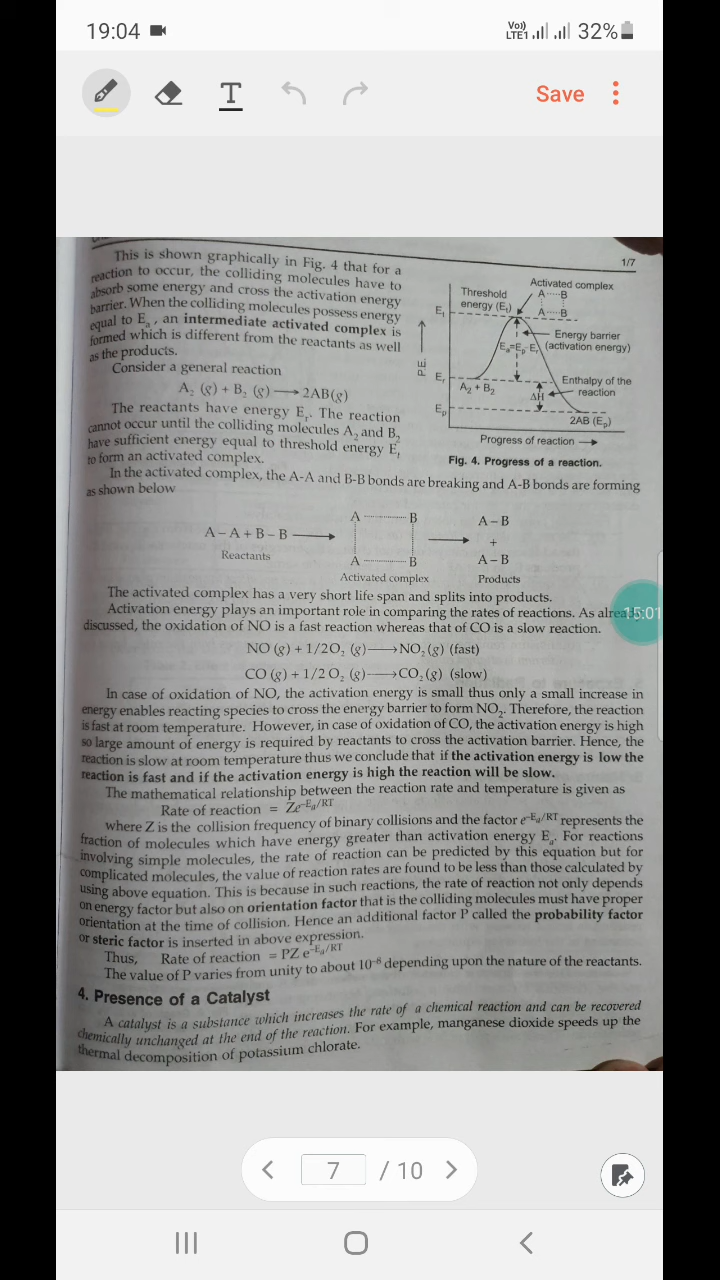 19:04
Vo)) LTE1 32%
T
Save
1/7
This is shown graphically in Fig. 4 that for a
reaction to occur, the colliding molecules have to
absorb some energy and cross the activation energy
barrier. When the colliding molecules possess energy
equal to Eₐ, an intermediate activated complex is
formed which is different from the reactants as well
as the products.
Consider a general reaction
A₂ (g) + B₂ (g) ⟶ 2AB(g)
The reactants have energy Eᵣ. The reaction
cannot occur until the colliding molecules A₂ and B₂
have sufficient energy equal to threshold energy Eₜ
to form an activated complex.
Activated complex
Threshold
energy (Eₜ)
A·····B
A·····B
Eₜ
Energy barrier
(activation energy)
Eₐ=Eₚ-Eᵣ
P.E. ⟶
Eᵣ
A₂ + B₂
Enthalpy of the
reaction
ΔH
Eₚ
2AB (Eₚ)
Progress of reaction ⟶
Fig. 4. Progress of a reaction.
In the activated complex, the A-A and B-B bonds are breaking and A-B bonds are forming
as shown below
A ············ B
A – B
A – A + B – B ⟶
⟶
+
Reactants
A ············ B
A – B
Activated complex
Products
The activated complex has a very short life span and splits into products.
Activation energy plays an important role in comparing the rates of reactions. As already
15:01
discussed, the oxidation of NO is a fast reaction whereas that of CO is a slow reaction.
NO (g) + 1/2O₂ (g) ⟶ NO₂ (g) (fast)
CO (g) + 1/2 O₂ (g) ⟶ CO₂ (g) (slow)
In case of oxidation of NO, the activation energy is small thus only a small increase in
energy enables reacting species to cross the energy barrier to form NO₂. Therefore, the reaction
is fast at room temperature. However, in case of oxidation of CO, the activation energy is high
so large amount of energy is required by reactants to cross the activation barrier. Hence, the
reaction is slow at room temperature thus we conclude that if the activation energy is low the
reaction is fast and if the activation energy is high the reaction will be slow.
The mathematical relationship between the reaction rate and temperature is given as
Rate of reaction = Ze^–Eₐ/RT
where Z is the collision frequency of binary collisions and the factor e^–Eₐ/RT represents the
fraction of molecules which have energy greater than activation energy Eₐ. For reactions
involving simple molecules, the rate of reaction can be predicted by this equation but for
complicated molecules, the value of reaction rates are found to be less than those calculated by
using above equation. This is because in such reactions, the rate of reaction not only depends
on energy factor but also on orientation factor that is the colliding molecules must have proper
orientation at the time of collision. Hence an additional factor P called the probability factor
or steric factor is inserted in above expression.
Thus, Rate of reaction = PZ e^–Eₐ/RT
The value of P varies from unity to about 10⁻⁸ depending upon the nature of the reactants.
4. Presence of a Catalyst
A catalyst is a substance which increases the rate of a chemical reaction and can be recovered
chemically unchanged at the end of the reaction. For example, manganese dioxide speeds up the
thermal decomposition of potassium chlorate.
7 / 10